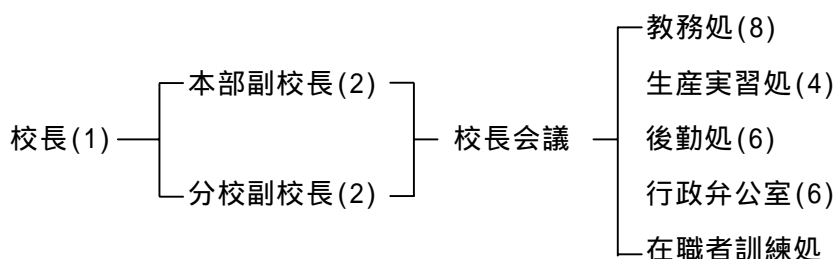 教務処(8)
本部副校長(2)
生産実習処(4)
校長(1)
校長会議
後勤処(6)
分校副校長(2)
行政弁公室(6)
在職者訓練処